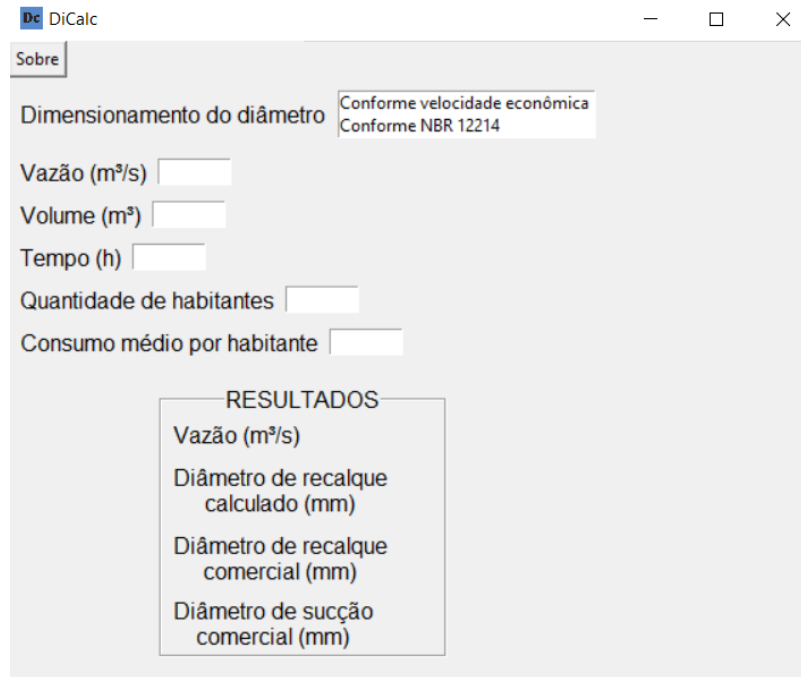 Dc DiCalc
Sobre
Dimensionamento do diâmetro
Conforme velocidade econômica
Conforme NBR 12214
Vazão (m³/s)
Volume (m³)
Tempo (h)
Quantidade de habitantes
Consumo médio por habitante
RESULTADOS
Vazão (m³/s)
Diâmetro de recalque
calculado (mm)
Diâmetro de recalque
comercial (mm)
Diâmetro de sucção
comercial (mm)